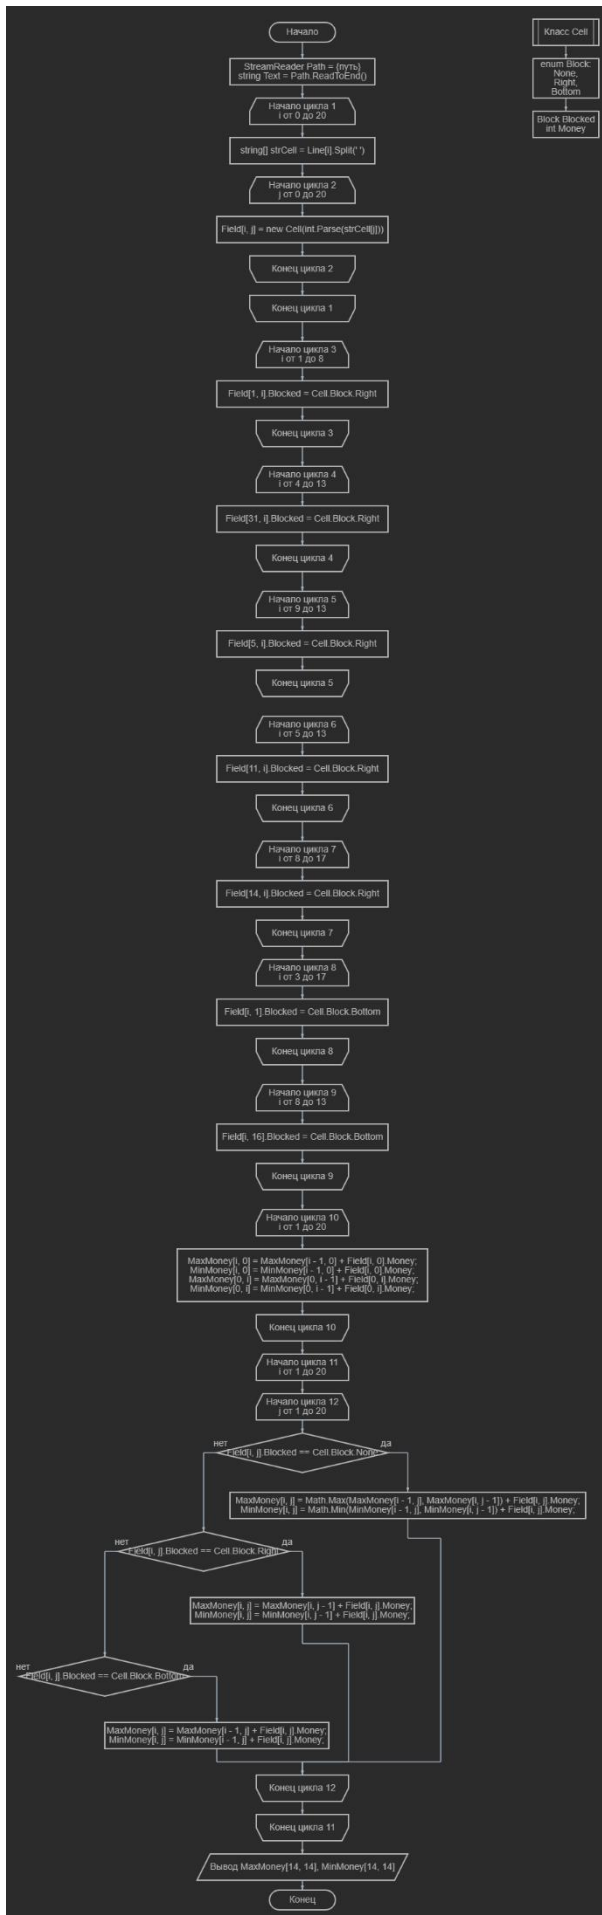 Начало
StreamReader Path = {путь}
string Text = Path.ReadToEnd()
Начало цикла 1
i от 0 до 20
string[] strCell = Line[i].Split(' ')
Начало цикла 2
j от 0 до 20
Field[i, j] = new Cell(int.Parse(strCell[j]))
Конец цикла 2
Конец цикла 1
Начало цикла 3
i от 1 до 8
Field[1, i].Blocked = Cell.Block.Right
Конец цикла 3
Начало цикла 4
i от 4 до 13
Field[31, i].Blocked = Cell.Block.Right
Конец цикла 4
Начало цикла 5
i от 9 до 13
Field[5, i].Blocked = Cell.Block.Right
Конец цикла 5
Начало цикла 6
i от 5 до 13
Field[11, i].Blocked = Cell.Block.Right
Конец цикла 6
Начало цикла 7
i от 8 до 17
Field[14, i].Blocked = Cell.Block.Right
Конец цикла 7
Начало цикла 8
i от 3 до 17
Field[i, 1].Blocked = Cell.Block.Bottom
Конец цикла 8
Начало цикла 9
i от 8 до 13
Field[i, 16].Blocked = Cell.Block.Bottom
Конец цикла 9
Начало цикла 10
i от 1 до 20
MaxMoney[i, 0] = MaxMoney[i - 1, 0] + Field[i, 0].Money;
MinMoney[i, 0] = MinMoney[i - 1, 0] + Field[i, 0].Money;
MaxMoney[0, i] = MaxMoney[0, i - 1] + Field[0, i].Money;
MinMoney[0, i] = MinMoney[0, i - 1] + Field[0, i].Money;
Конец цикла 10
Начало цикла 11
i от 1 до 20
Начало цикла 12
j от 1 до 20
нет
Field[i, j].Blocked == Cell.Block.None
да
MaxMoney[i, j] = Math.Max(MaxMoney[i - 1, j], MaxMoney[i, j - 1]) + Field[i, j].Money;
MinMoney[i, j] = Math.Min(MinMoney[i - 1, j], MinMoney[i, j - 1]) + Field[i, j].Money;
нет
Field[i, j].Blocked == Cell.Block.Right
да
MaxMoney[i, j] = MaxMoney[i, j - 1] + Field[i, j].Money;
MinMoney[i, j] = MinMoney[i, j - 1] + Field[i, j].Money;
нет
Field[i, j].Blocked == Cell.Block.Bottom
да
MaxMoney[i, j] = MaxMoney[i - 1, j] + Field[i, j].Money;
MinMoney[i, j] = MinMoney[i - 1, j] + Field[i, j].Money;
Конец цикла 12
Конец цикла 11
Вывод MaxMoney[14, 14], MinMoney[14, 14]
Конец
Класс Cell
enum Block:
None,
Right,
Bottom
Block Blocked
int Money